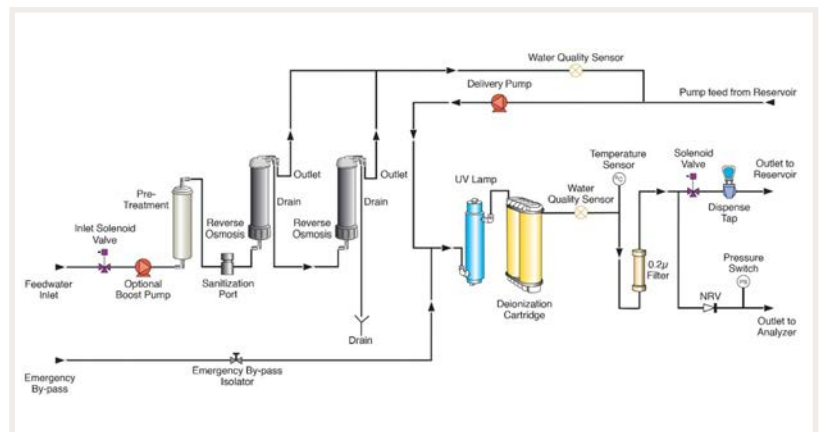 Water Quality Sensor
Delivery Pump
Pump feed from Reservoir
Pre-
Treatment
Outlet
Outlet
UV Lamp
Temperature
Sensor
°C
Solenoid
Valve
Outlet to
Reservoir
Drain
Drain
Water
Quality Sensor
Dispense
Tap
Inlet Solenoid
Valve
Reverse
Osmosis
Reverse
Osmosis
0.2µ
Filter
Pressure
Switch
PS
Feedwater
Inlet
Optional
Boost Pump
Sanitization
Port
Deionization
Cartridge
NRV
Outlet to
Analyzer
Drain
Emergency
By-pass
Emergency By-pass
Isolator